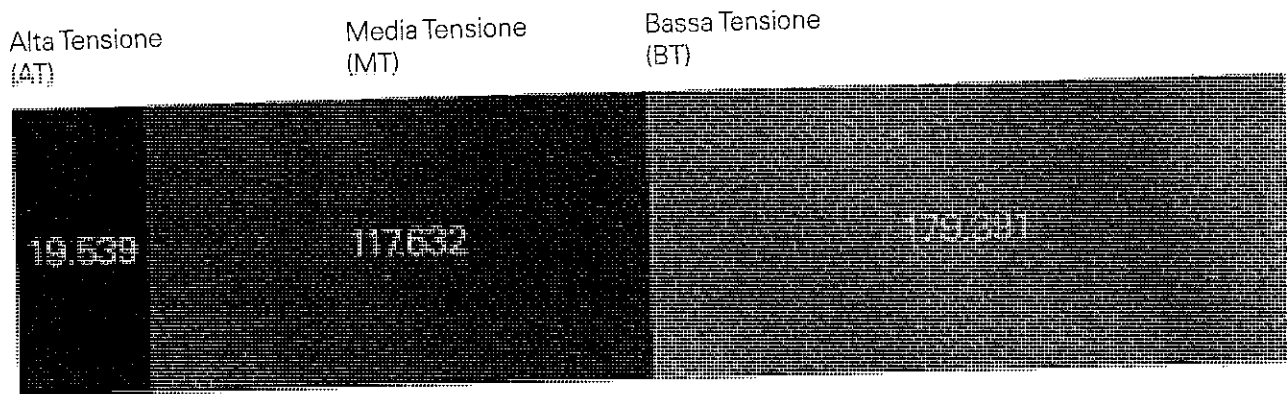 Alta Tensione
(AT)
Media Tensione
(MT)
Bassa Tensione
(BT)
19.539
117.632